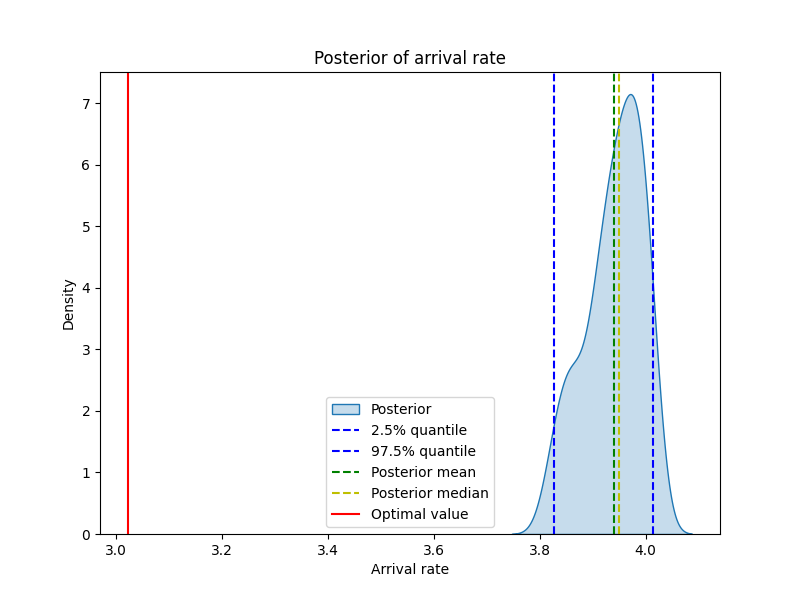 Posterior of arrival rate
7
6
5
4
3
2
1
0
Density
Posterior
2.5% quantile
97.5% quantile
Posterior mean
Posterior median
Optimal value
3.0 3.2 3.4 3.6 3.8 4.0
Arrival rate